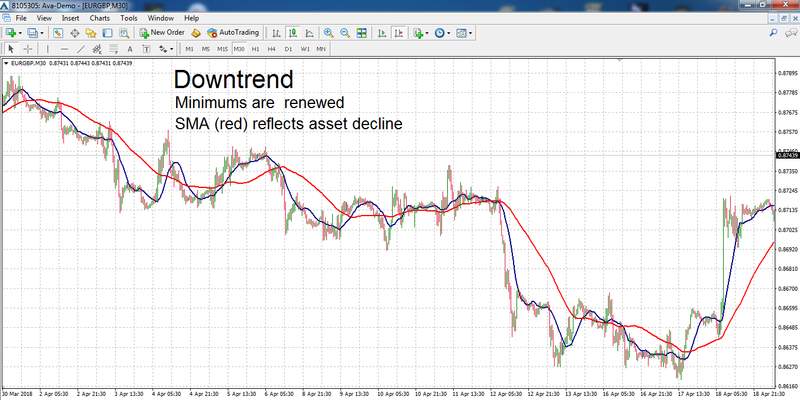 8105305: Ava-Demo - [EURGBP,M30]
File View Insert Charts Tools Window Help
New Order AutoTrading
A T M1 M5 M15 M30 H1 H4 D1 W1 MN
EURGBP,M30 0.87431 0.87443 0.87431 0.87439
Downtrend
Minimums are renewed
SMA (red) reflects asset decline
0.87895
0.87785
0.87675
0.87570
0.87439
0.87350
0.87245
0.87135
0.87025
0.86920
0.86810
0.86700
0.86595
0.86485
0.86375
0.86270
0.86160
30 Mar 2018 2 Apr 05:30 2 Apr 21:30 3 Apr 13:30 4 Apr 05:30 4 Apr 21:30 5 Apr 13:30 6 Apr 05:30 6 Apr 21:30 9 Apr 13:30 10 Apr 05:30 10 Apr 21:30 11 Apr 13:30 12 Apr 05:30 12 Apr 21:30 13 Apr 13:30 16 Apr 05:30 16 Apr 21:30 17 Apr 13:30 18 Apr 05:30 18 Apr 21:30